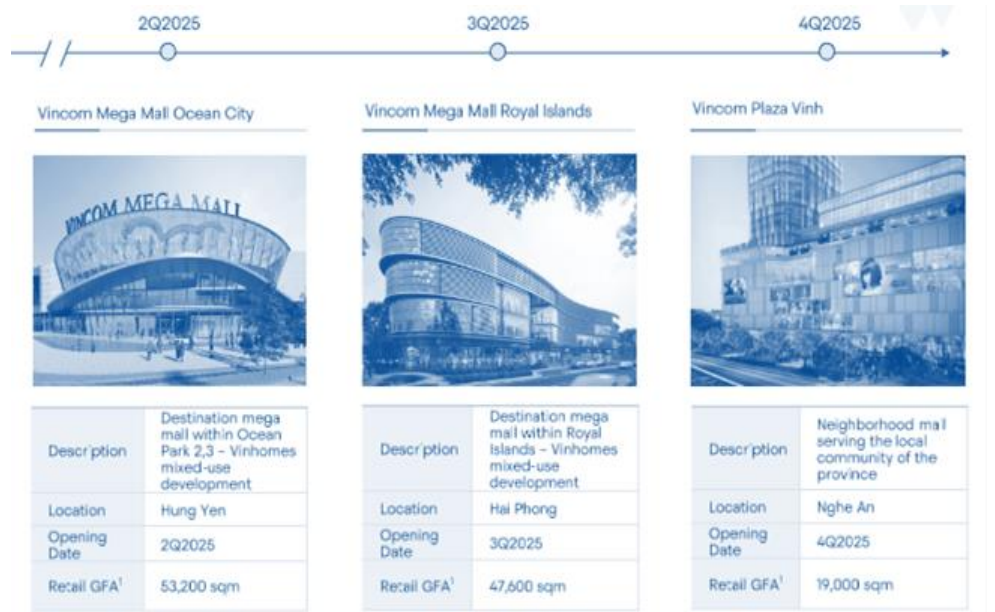 2Q2025
3Q2025
4Q2025
Vincom Mega Mall Ocean City
Vincom Mega Mall Royal Islands
Vincom Plaza Vinh
VINCOM MEGA MALL
Description
Destination mega
mall within Ocean
Park 2,3 – Vinhomes
mixed-use
development
Location
Hung Yen
Opening
Date
2Q2025
Retail GFA¹
53,200 sqm
Description
Destination mega
mall within Royal
Islands – Vinhomes
mixed-use
development
Location
Hai Phong
Opening
Date
3Q2025
Retail GFA¹
47,600 sqm
Description
Neighborhood mall
serving the local
community of the
province
Location
Nghe An
Opening
Date
4Q2025
Retail GFA¹
19,000 sqm